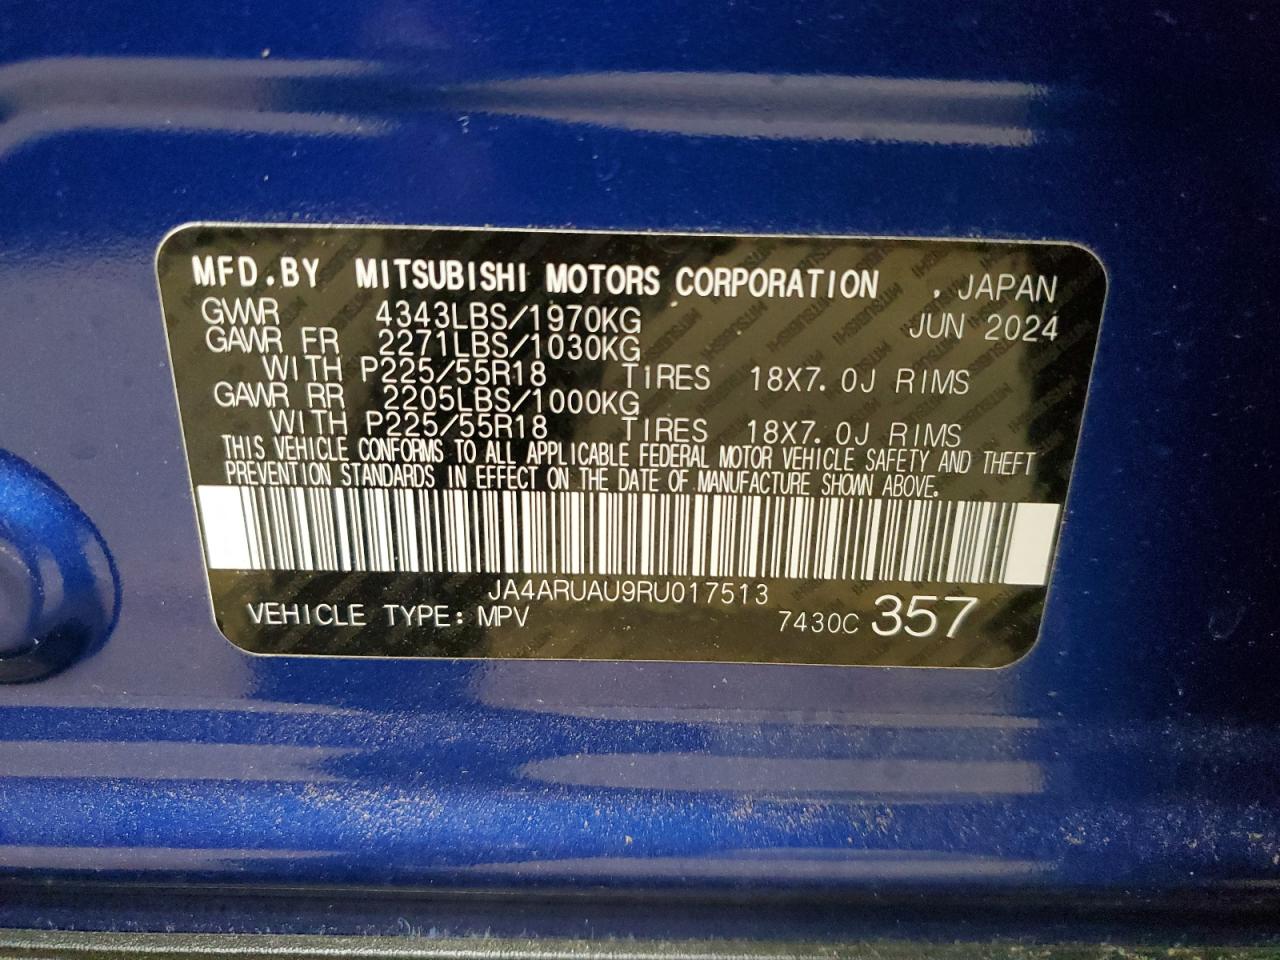 MFD.BY MITSUBISHI MOTORS CORPORATION . JAPAN
GVWR 4343LBS/1970KG JUN 2024
GAWR FR 2271LBS/1030KG
WITH P225/55R18 TIRES 18X7.0J RIMS
GAWR RR 2205LBS/1000KG
WITH P225/55R18 TIRES 18X7.0J RIMS
THIS VEHICLE CONFORMS TO ALL APPLICABLE FEDERAL MOTOR VEHICLE SAFETY AND THEFT
PREVENTION STANDARDS IN EFFECT ON THE DATE OF MANUFACTURE SHOWN ABOVE.
JA4ARUAU9RU017513
VEHICLE TYPE: MPV 7430C 357